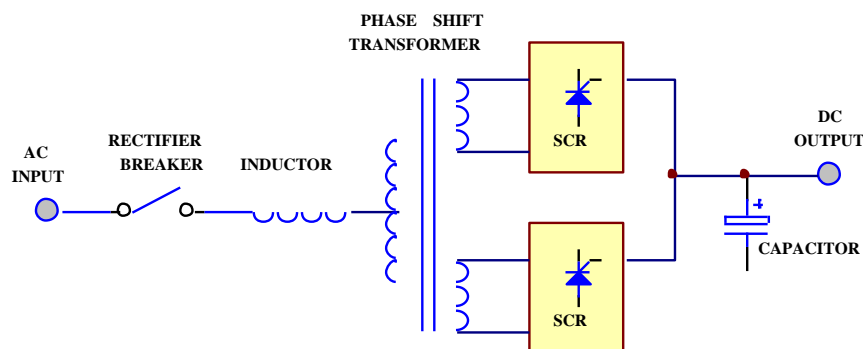 PHASE SHIFT
TRANSFORMER
AC
INPUT
RECTIFIER
BREAKER
INDUCTOR
SCR
DC
OUTPUT
+
CAPACITOR
SCR